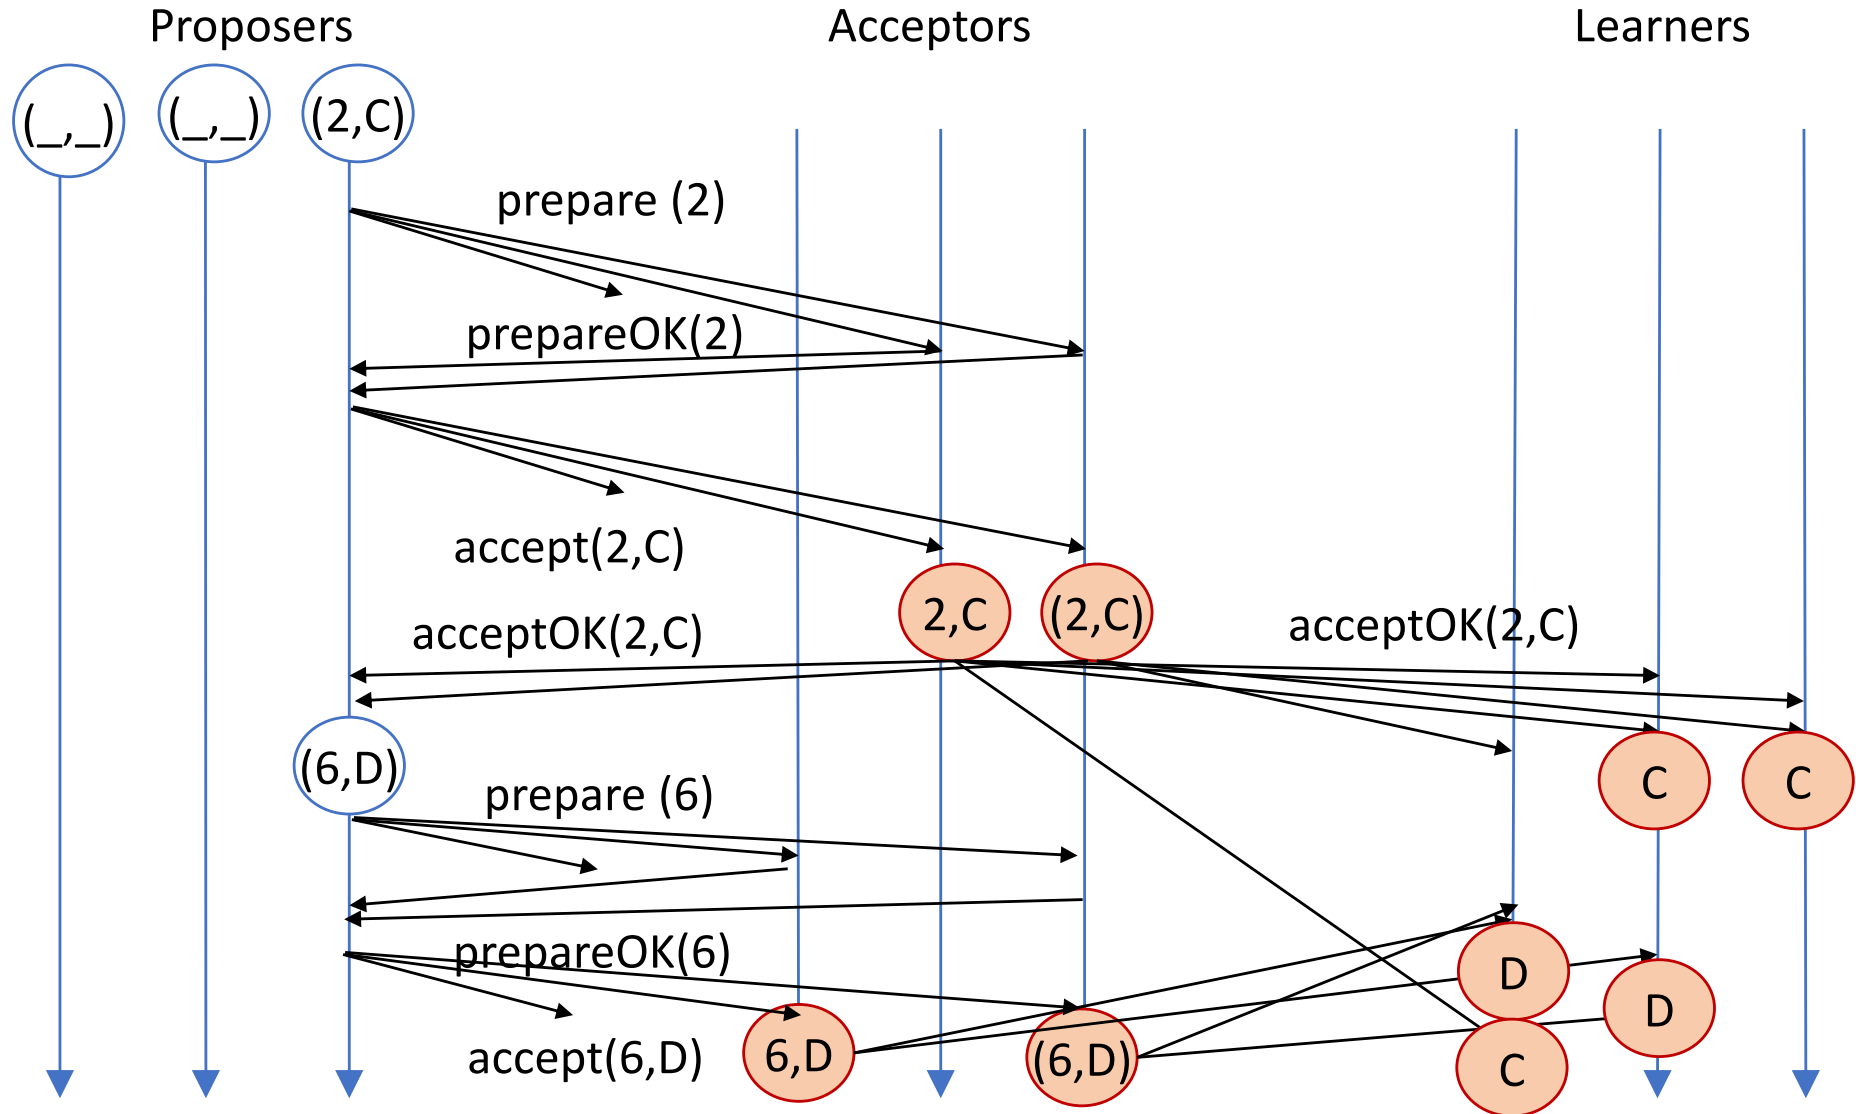 Proposers
Acceptors
Learners
(_,_)
(_,_)
(2,C)
prepare (2)
prepareOK(2)
accept(2,C)
2,C
(2,C)
acceptOK(2,C)
acceptOK(2,C)
(6,D)
C
C
prepare (6)
prepareOK(6)
D
D
accept(6,D)
6,D
(6,D)
C